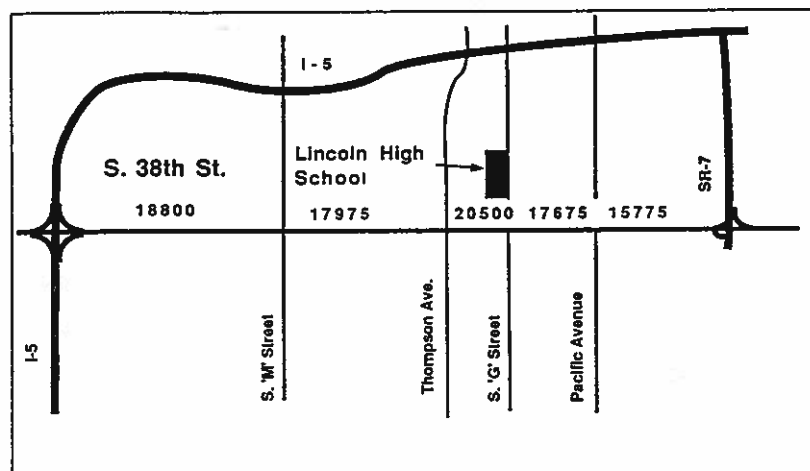 I-5
S. 38th St.
Lincoln High
School
18800
17975
20500
17675
15775
SR-7
I-5
S. 'M' Street
Thompson Ave.
S. 'G' Street
Pacific Avenue